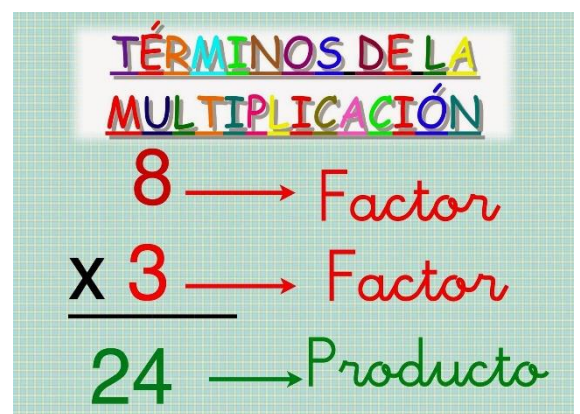 TÉRMINOS DE LA
MULTIPLICACIÓN
8 Factor
x 3 Factor
24 Producto